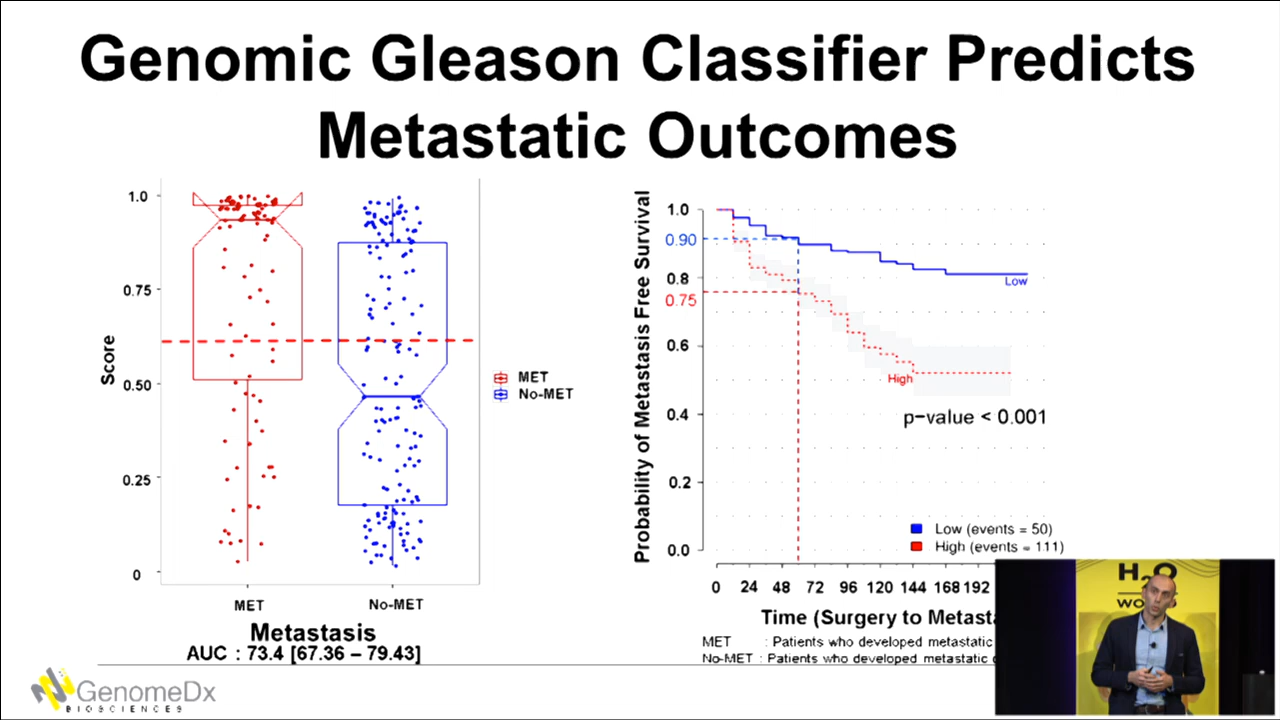 Genomic Gleason Classifier Predicts
Metastatic Outcomes
Score
1.0
0.75
0.50
0.25
0
MET
No-MET
Metastasis
AUC : 73.4 [67.36 – 79.43]
MET
No-MET
Probability of Metastasis Free Survival
1.0
0.90
0.8
0.75
0.6
0.4
0.2
0.0
Low
High
p-value < 0.001
Low (events = 50)
High (events = 111)
0 24 48 72 96 120 144 168 192
Time (Surgery to Metasta
MET : Patients who developed metastatic
No-MET : Patients who developed metastatic
GenomeDx
BIOSCIENCES
H2O